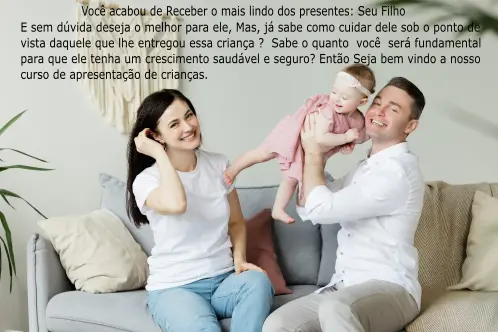 Você acabou de Receber o mais lindo dos presentes: Seu Filho
E sem dúvida deseja o melhor para ele, Mas, já sabe como cuidar dele sob o ponto de
vista daquele que lhe entregou essa criança ? Sabe o quanto você será fundamental
para que ele tenha um crescimento saudável e seguro? Então Seja bem vindo a nosso
curso de apresentação de crianças.